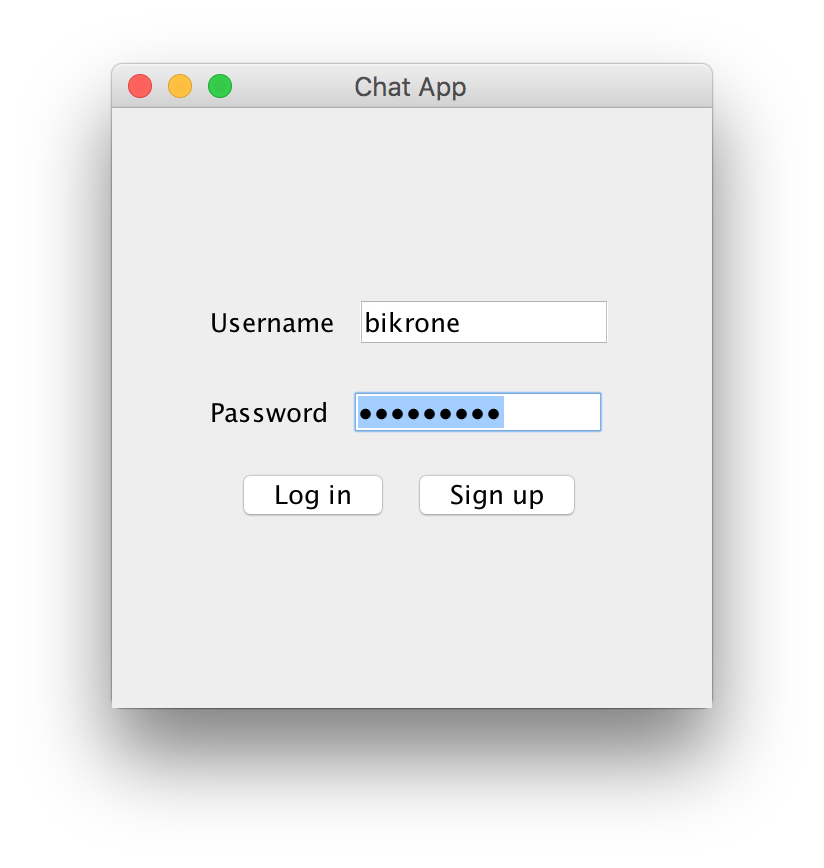 Chat App
Username bikrone
Password •••••••••
Log in Sign up